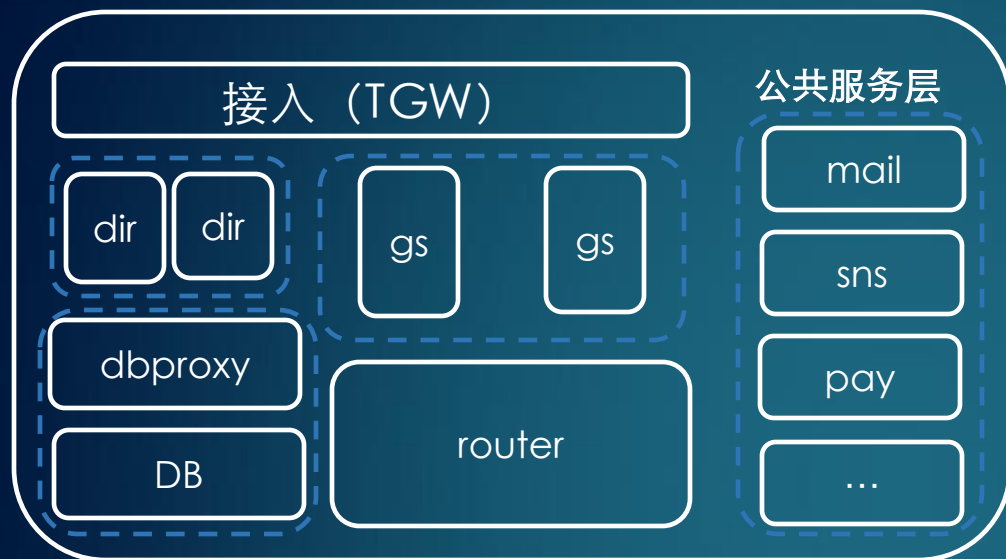 接入（TGW）
公共服务层
dir
dir
gs
gs
mail
sns
dbproxy
pay
router
DB
...